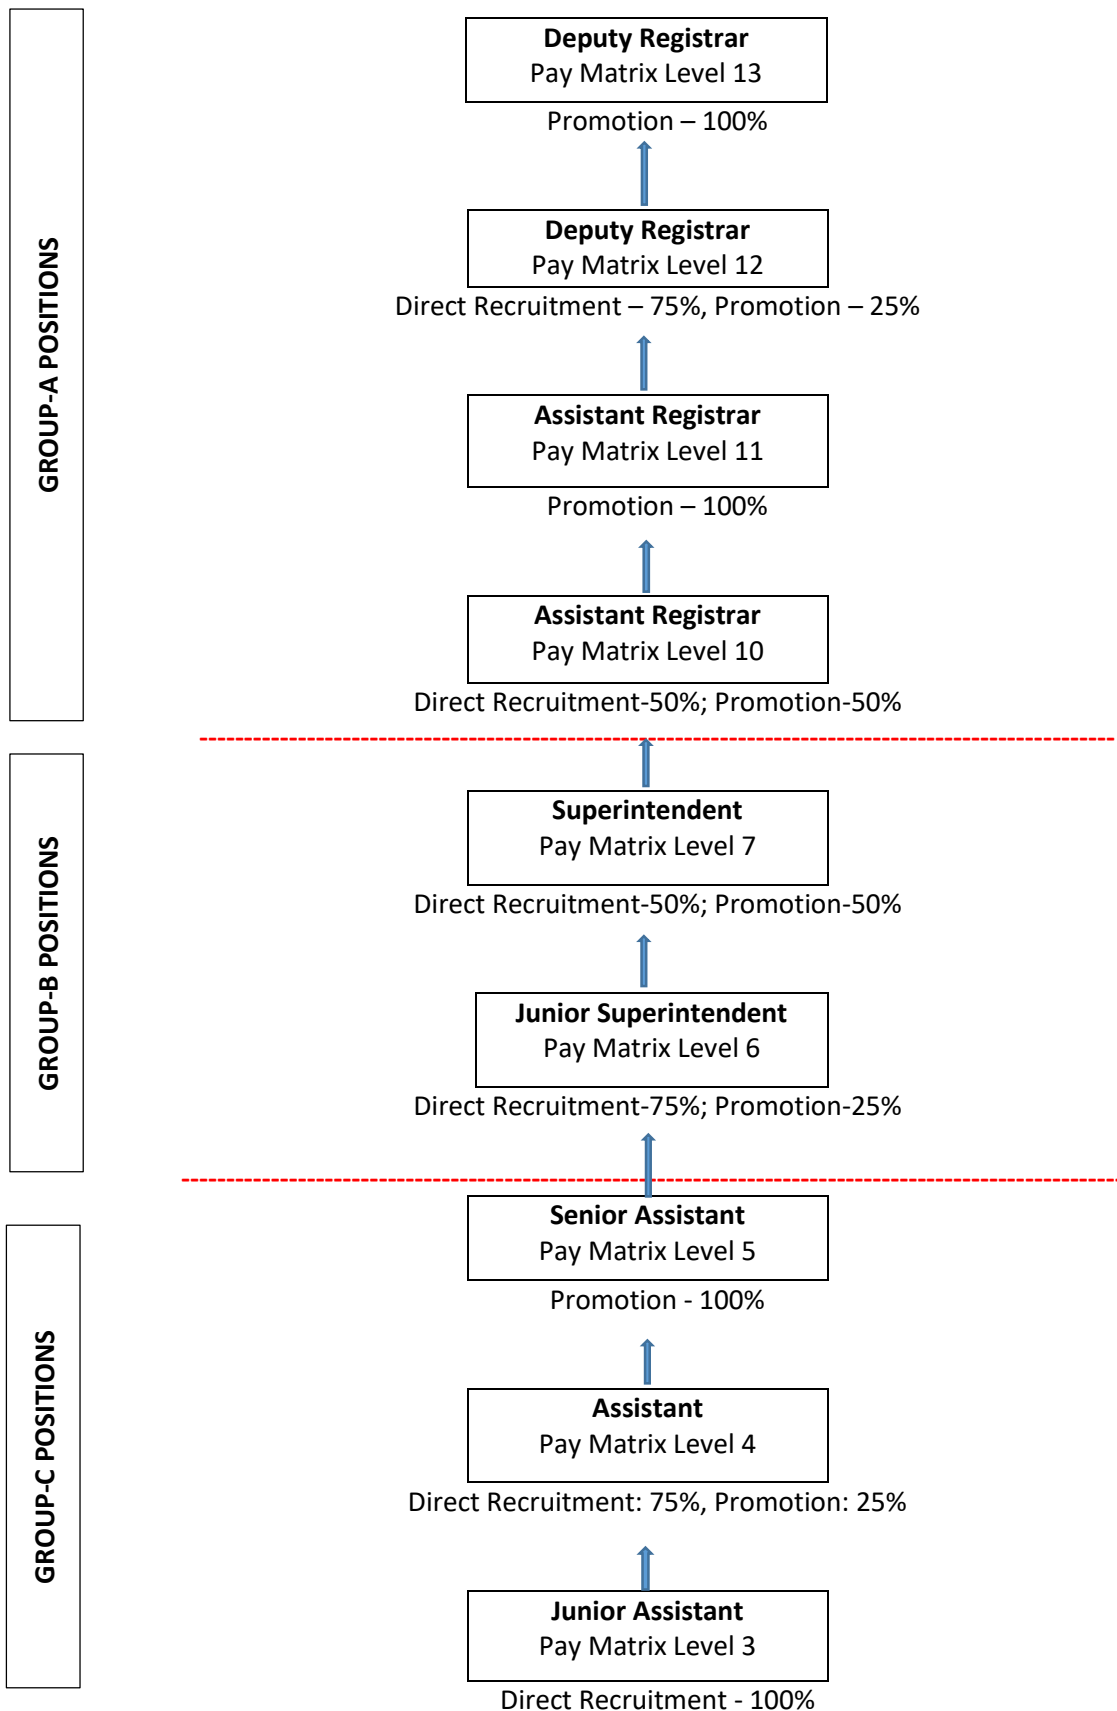 GROUP-A POSITIONS
Deputy Registrar
Pay Matrix Level 13
Promotion – 100%
Deputy Registrar
Pay Matrix Level 12
Direct Recruitment – 75%, Promotion – 25%
Assistant Registrar
Pay Matrix Level 11
Promotion – 100%
Assistant Registrar
Pay Matrix Level 10
Direct Recruitment-50%; Promotion-50%
GROUP-B POSITIONS
Superintendent
Pay Matrix Level 7
Direct Recruitment-50%; Promotion-50%
Junior Superintendent
Pay Matrix Level 6
Direct Recruitment-75%; Promotion-25%
GROUP-C POSITIONS
Senior Assistant
Pay Matrix Level 5
Promotion - 100%
Assistant
Pay Matrix Level 4
Direct Recruitment: 75%, Promotion: 25%
Junior Assistant
Pay Matrix Level 3
Direct Recruitment - 100%